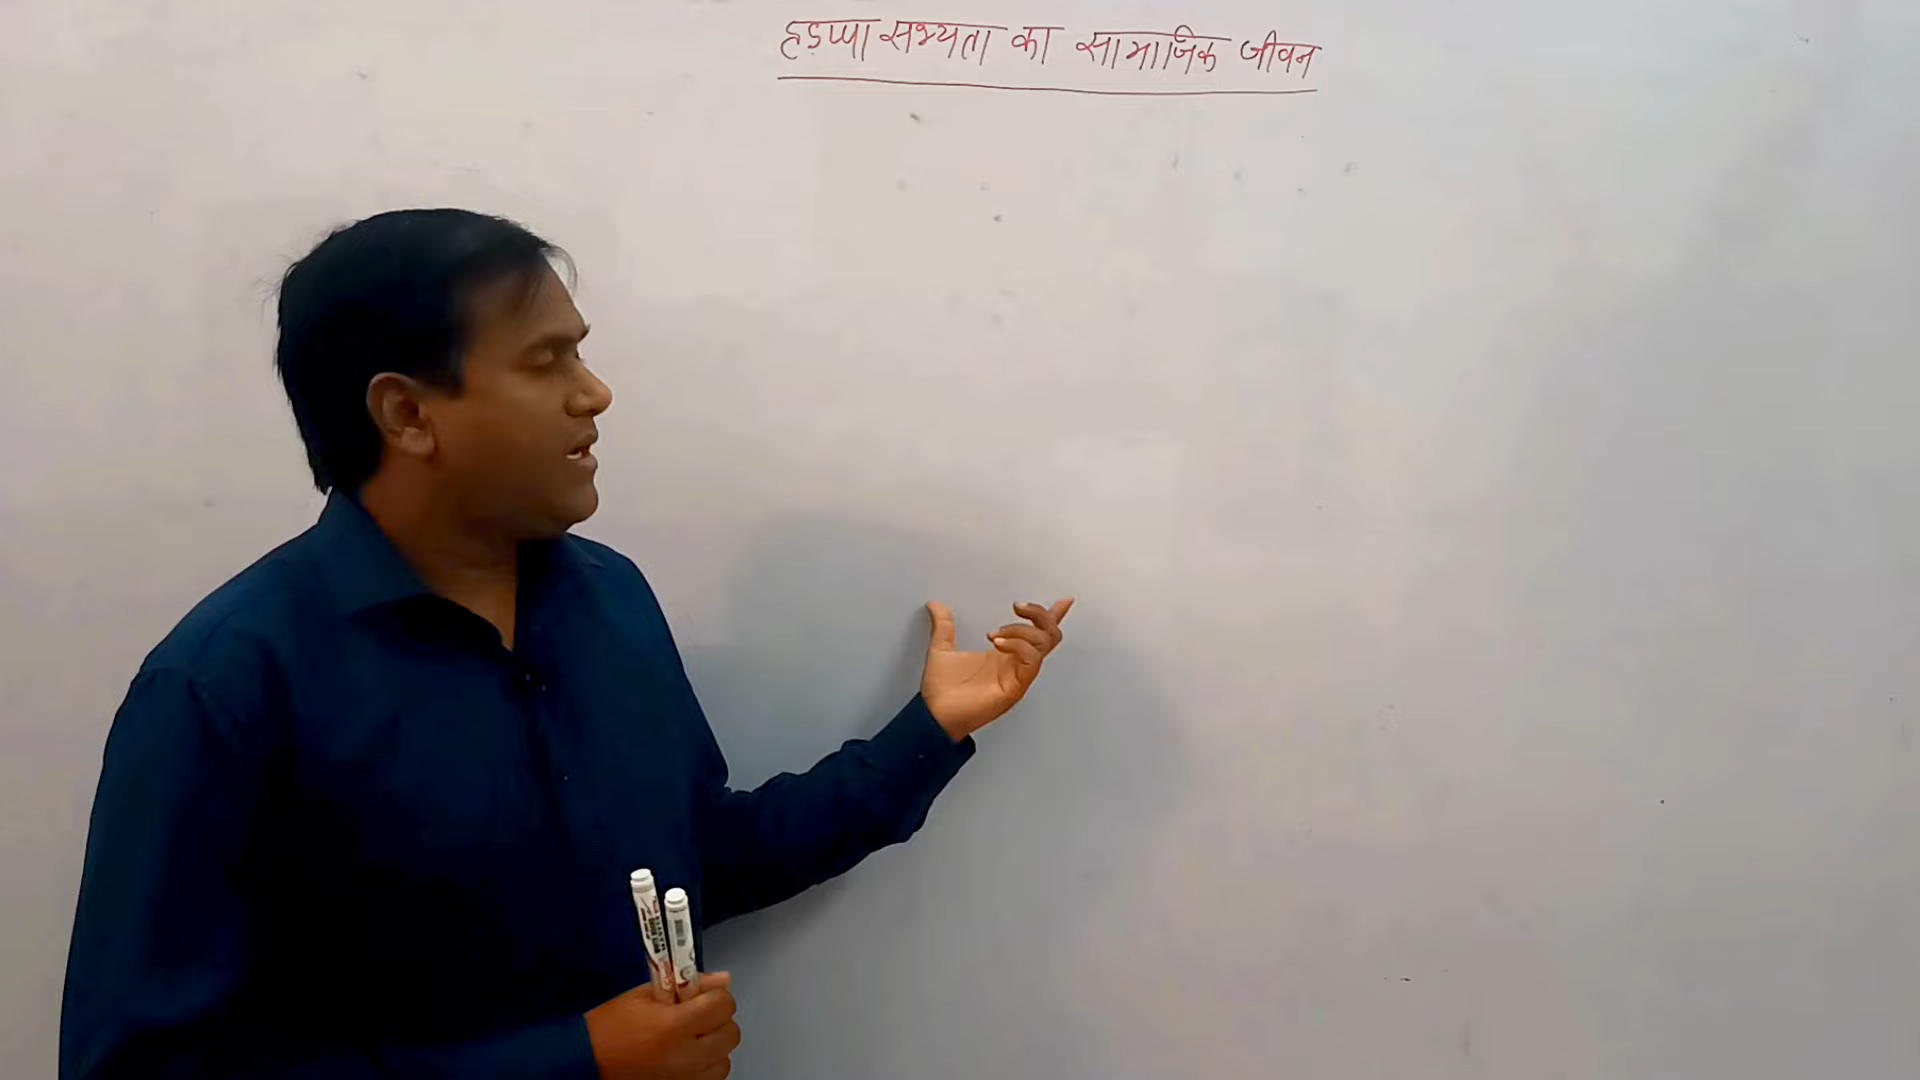 हड़प्पा सभ्यता का सामाजिक जीवन